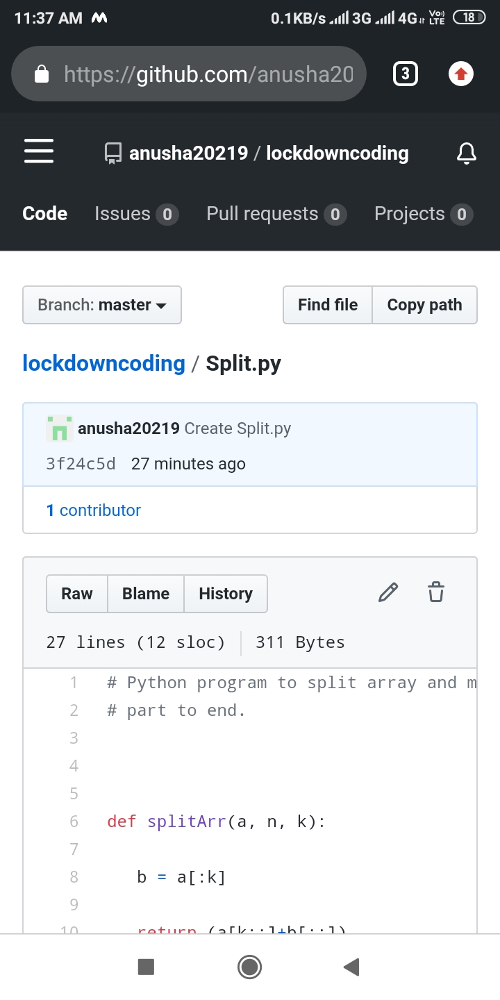 11:37 AM 0.1KB/s 3G 4G Vo) LTE 18
https://github.com/anusha20
3
anusha20219 / lockdowncoding
Code Issues 0 Pull requests 0 Projects 0
Branch: master Find file Copy path
lockdowncoding / Split.py
anusha20219 Create Split.py
3f24c5d 27 minutes ago
1 contributor
Raw Blame History
27 lines (12 sloc) 311 Bytes
1 # Python program to split array and m
2 # part to end.
3
4
5
6 def splitArr(a, n, k):
7
8 b = a[:k]
9
10 return (a[k::]+b[::])